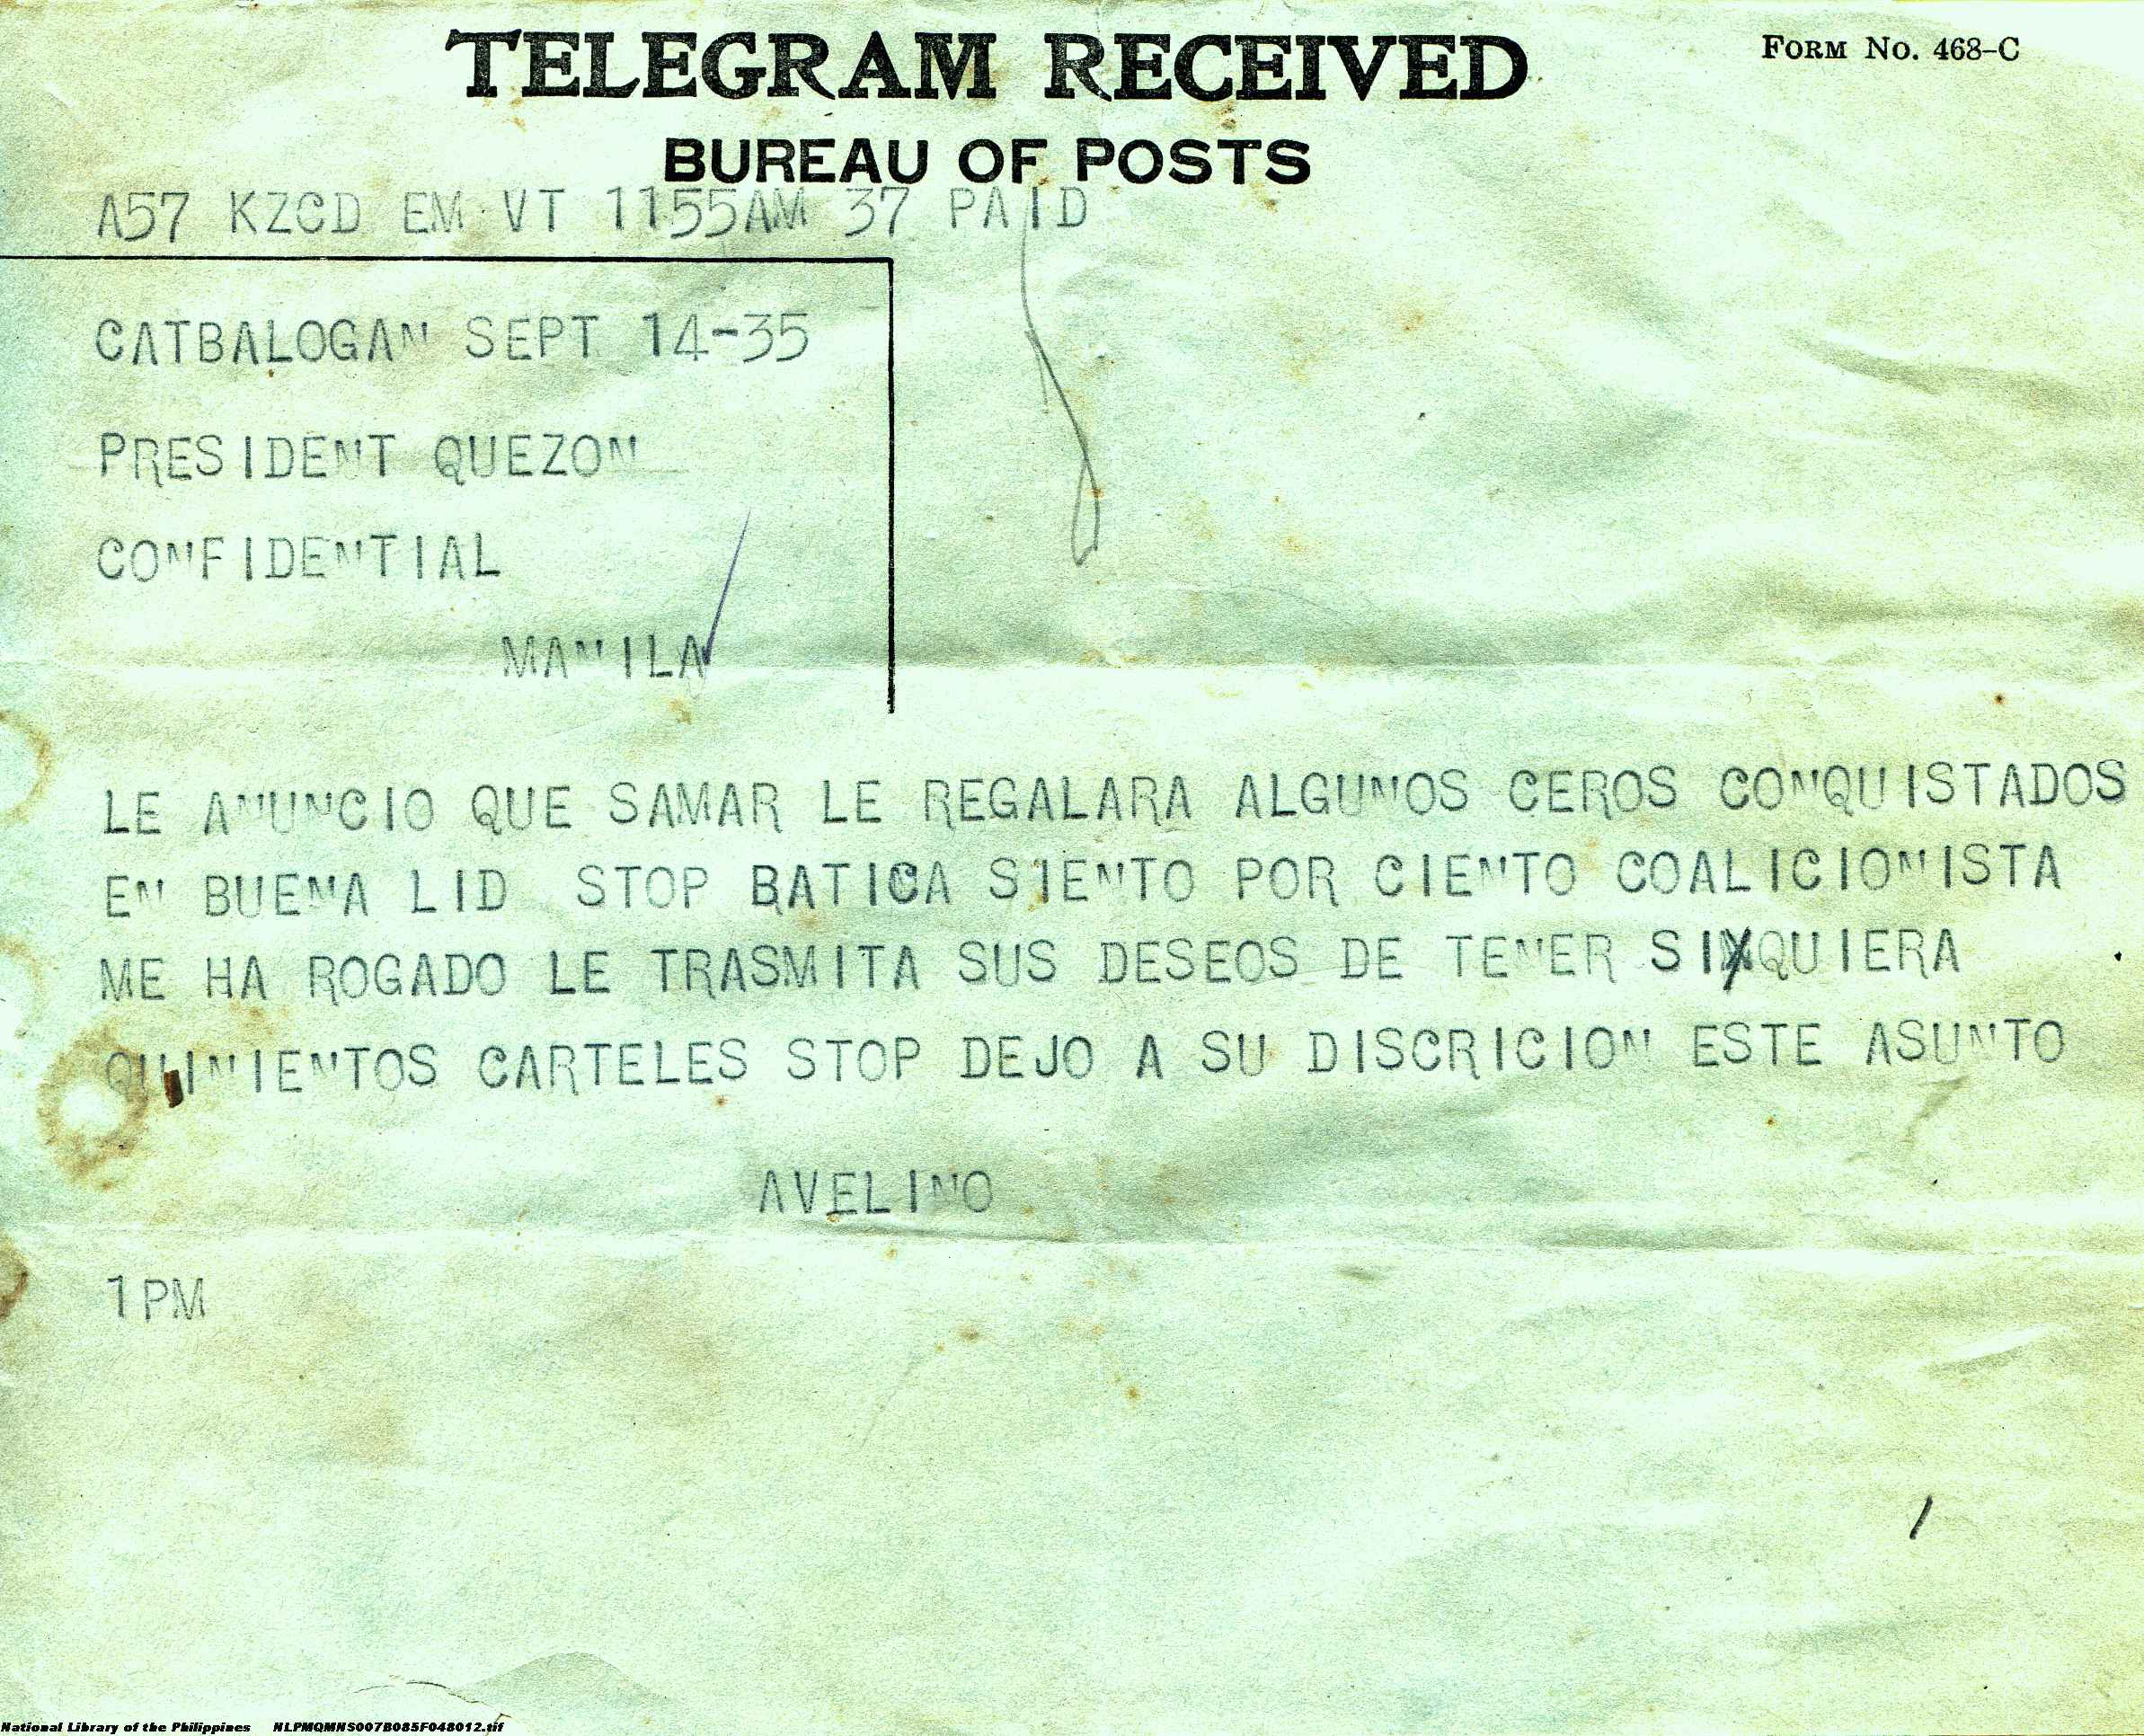 TELEGRAM RECEIVED
FORM NO. 468-C
BUREAU OF POSTS
A57 KZCD EM VT 1155AM 37 PAID
CATBALOGAN SEPT 14-35
PRESIDENT QUEZON
CONFIDENTIAL
MANILA
LE ANUNCIO QUE SAMAR LE REGALARA ALGUNOS CEROS CONQUISTADOS
EN BUENA LID STOP BATICA SIENTO POR CIENTO COALICIONISTA
ME HA ROGADO LE TRASMITA SUS DESEOS DE TENER SIXQUIERA
QUINIENTOS CARTELES STOP DEJO A SU DISCRICION ESTE ASUNTO
AVELINO
1PM
National Library of the Philippines NLPMQMNS007B085F048012.tif